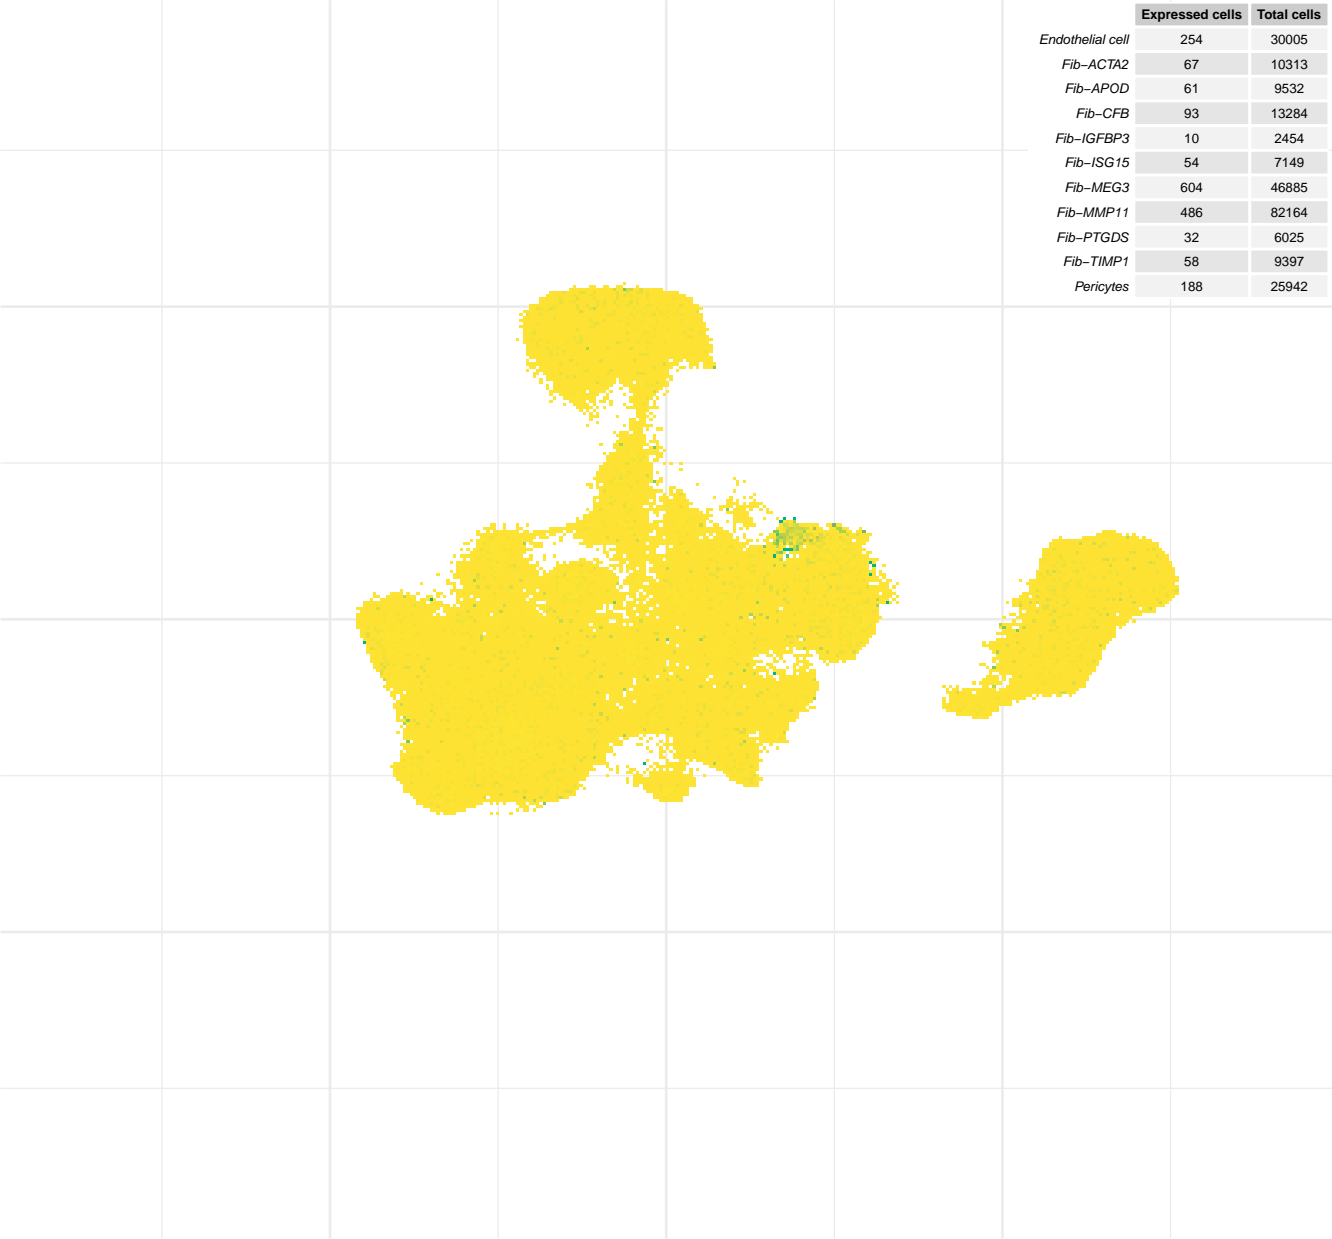 Expressed cells Total cells
Endothelial cell 254 30005
Fib−ACTA2 67 10313
Fib−APOD 61 9532
Fib−CFB 93 13284
Fib−IGFBP3 10 2454
Fib−ISG15 54 7149
Fib−MEG3 604 46885
Fib−MMP11 486 82164
Fib−PTGDS 32 6025
Fib−TIMP1 58 9397
Pericytes 188 25942